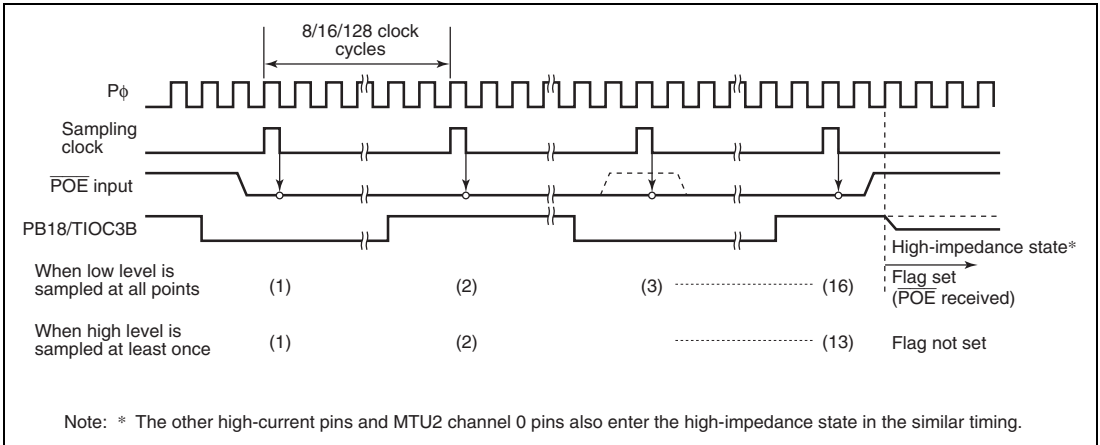 8/16/128 clock
cycles
Pϕ
Sampling
clock
POE input
PB18/TIOC3B
High-impedance state*
When low level is
sampled at all points
(1)
(2)
(3)
(16)
Flag set
(POE received)
When high level is
sampled at least once
(1)
(2)
(13)
Flag not set
Note: * The other high-current pins and MTU2 channel 0 pins also enter the high-impedance state in the similar timing.